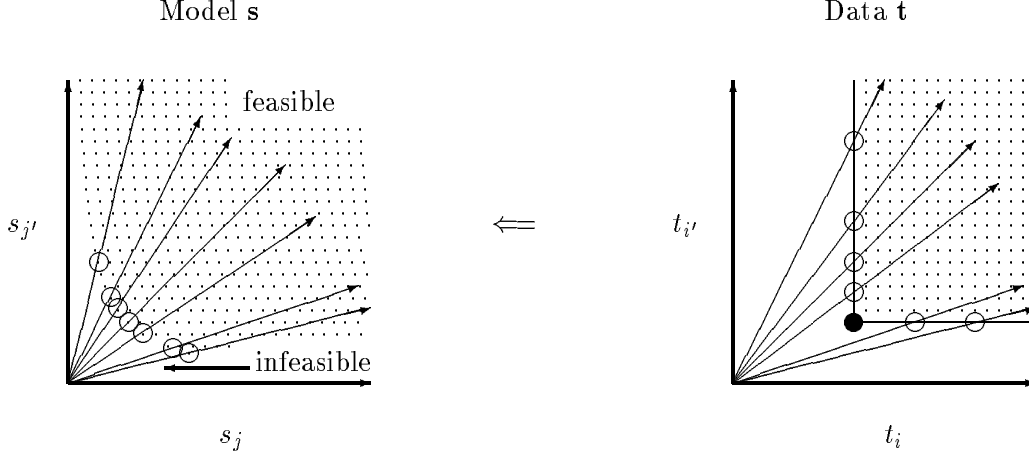 Model s
Data t
feasible
s_{j'}
⇐
t_{i'}
infeasible
s_j
t_i